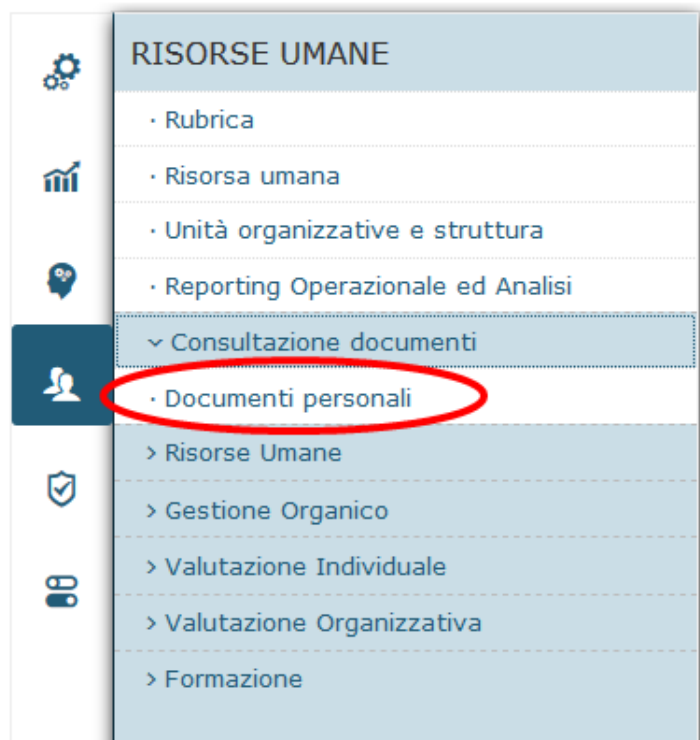 RISORSE UMANE
· Rubrica
· Risorsa umana
· Unità organizzative e struttura
· Reporting Operazionale ed Analisi
Consultazione documenti
· Documenti personali
> Risorse Umane
> Gestione Organico
> Valutazione Individuale
> Valutazione Organizzativa
> Formazione